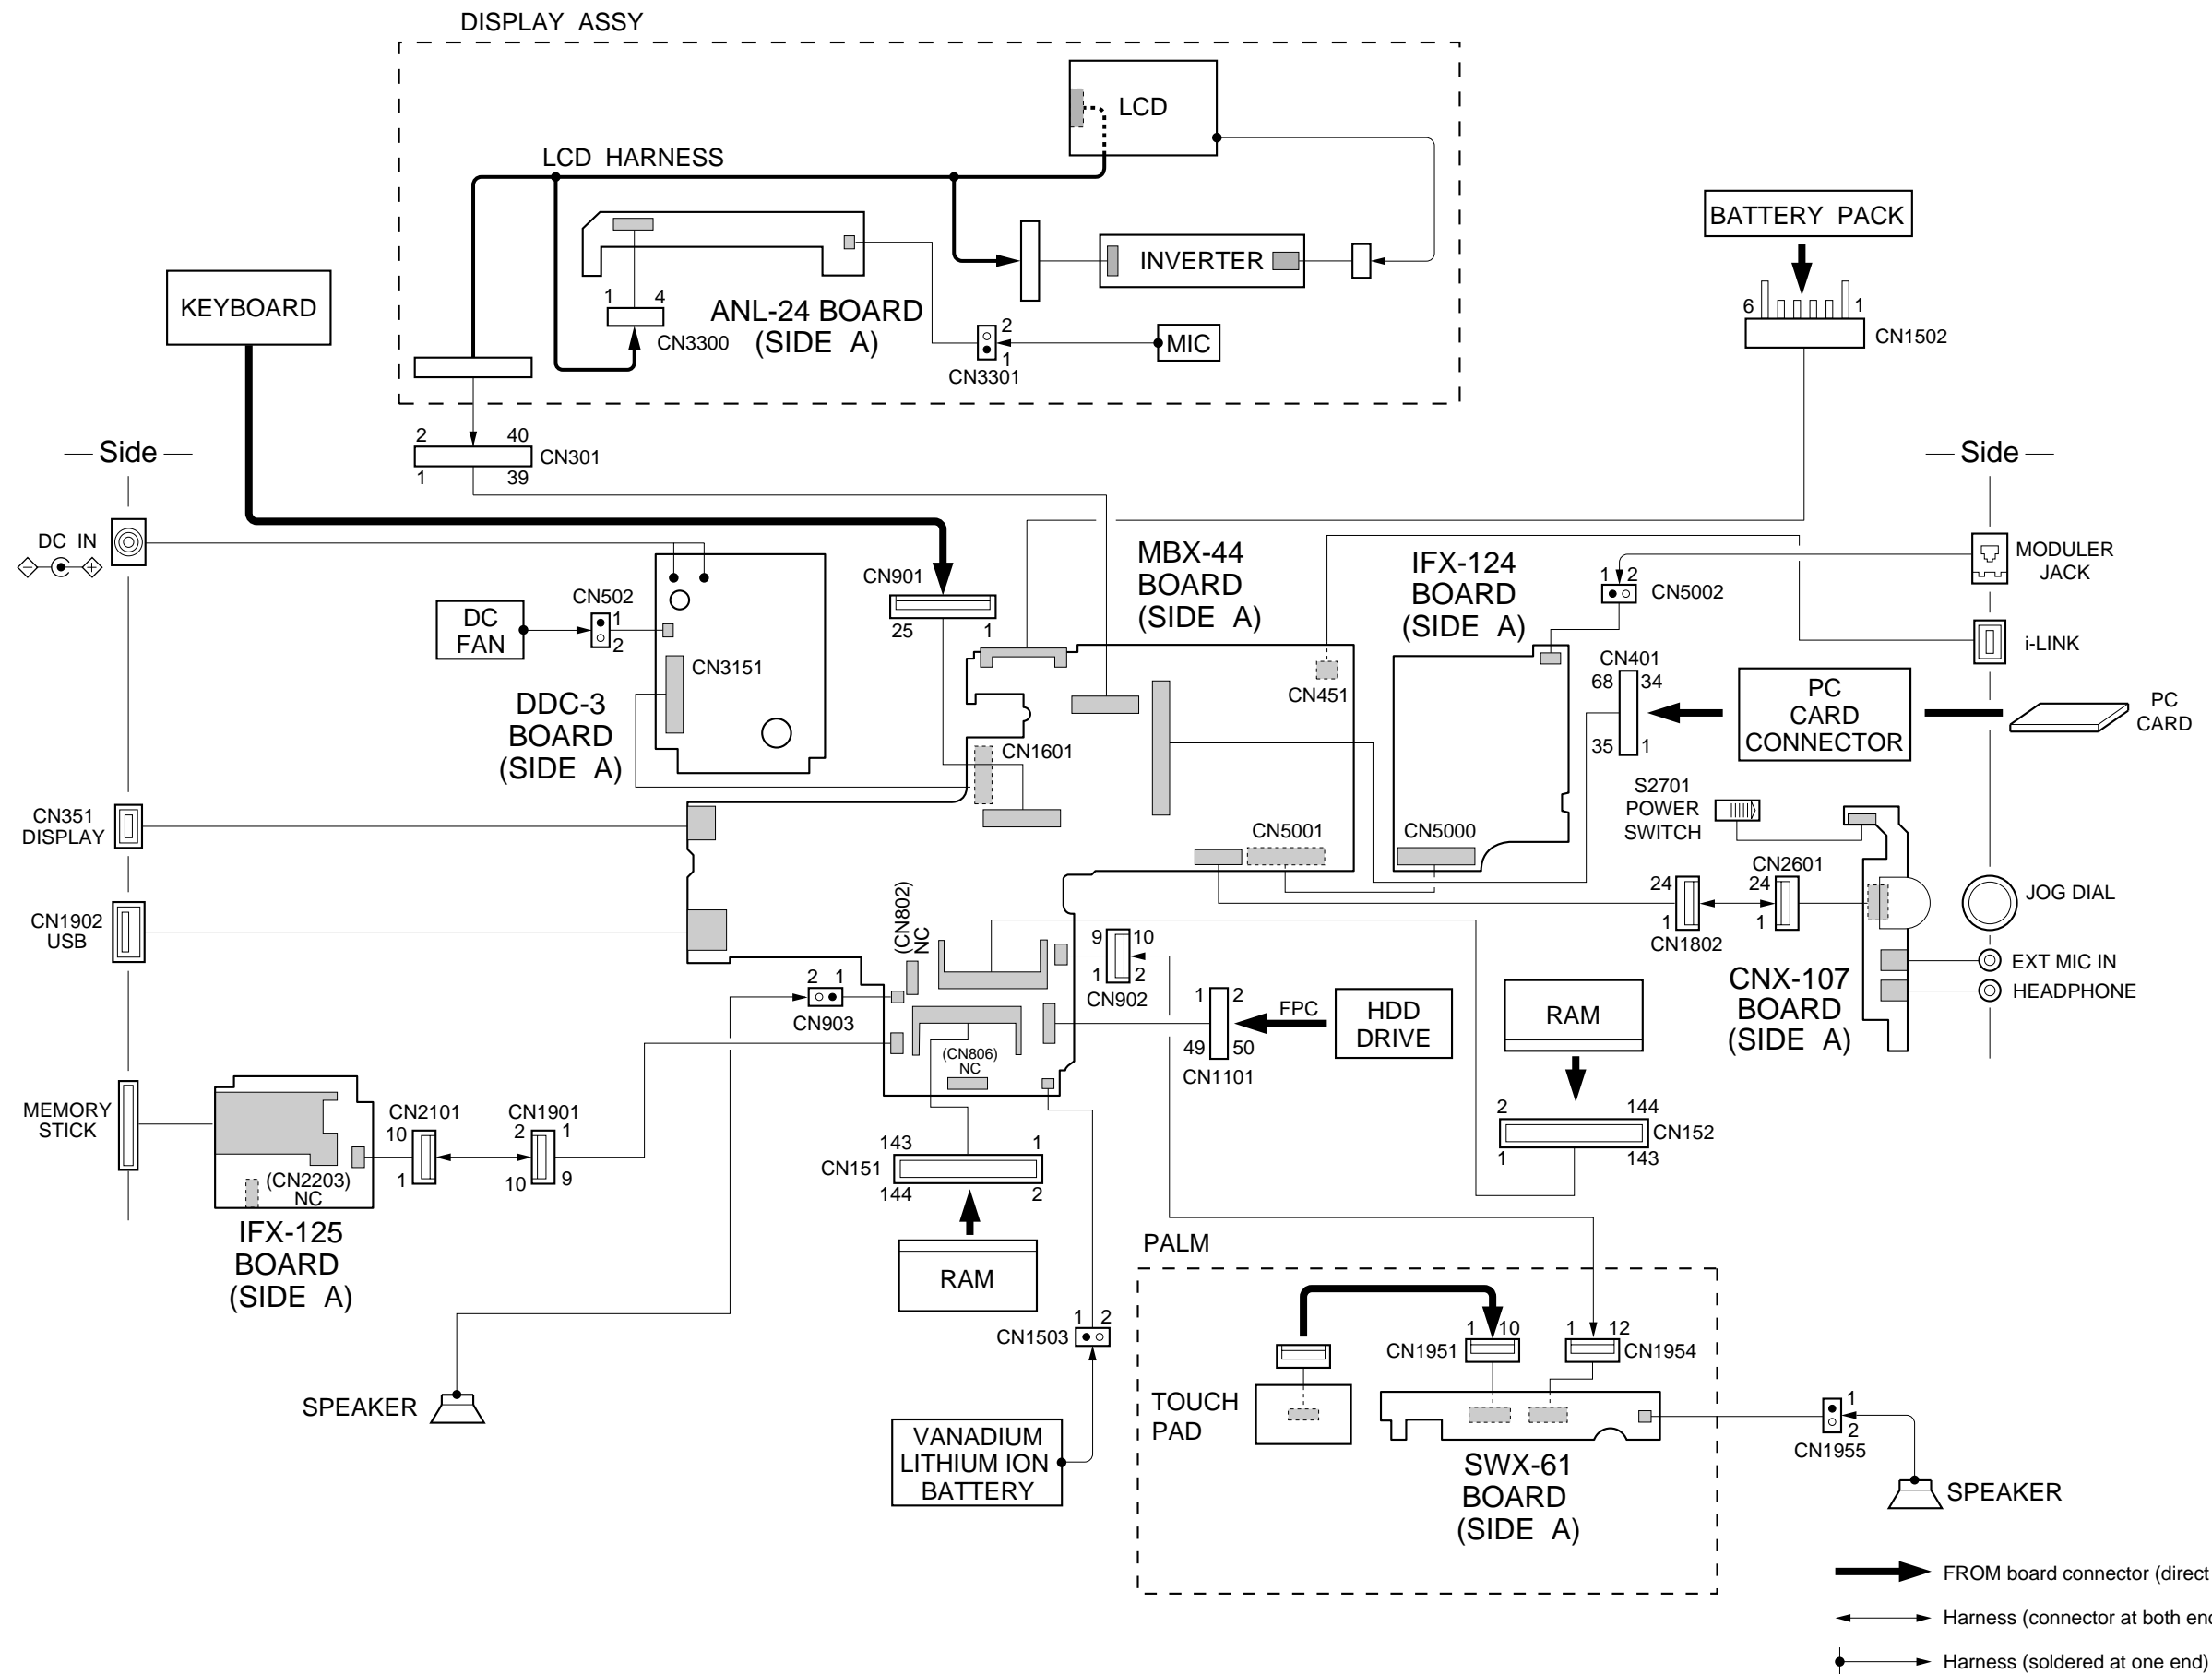 DISPLAY ASSY
LCD
LCD HARNESS
BATTERY PACK
INVERTER
KEYBOARD
1 4
ANL-24 BOARD
(SIDE A)
CN3300
2
1
CN3301
MIC
6 1
CN1502
Side
2 40
CN301
1 39
Side
DC IN
MBX-44
BOARD
(SIDE A)
IFX-124
BOARD
(SIDE A)
MODULER
JACK
1 2
CN5002
CN901
25 1
CN502
1
2
DC
FAN
i-LINK
CN3151
CN451
CN401
68 34
35 1
PC
CARD
CONNECTOR
PC
CARD
DDC-3
BOARD
(SIDE A)
CN1601
S2701
POWER
SWITCH
CN351
DISPLAY
CN5001
CN5000
CN2601
24
1
24
1
CN1802
JOG DIAL
CN1902
USB
(CN802)
NC
9 10
1 2
CN902
EXT MIC IN
HEADPHONE
CNX-107
BOARD
(SIDE A)
2 1
CN903
1 2
FPC
HDD
DRIVE
49 50
CN1101
RAM
(CN806)
NC
MEMORY
STICK
CN2101
10
1
CN1901
2 1
10 9
2 144
CN152
1 143
143 1
CN151
144 2
(CN2203)
NC
IFX-125
BOARD
(SIDE A)
RAM
PALM
1 2
CN1503
1 10
CN1951
1 12
CN1954
SPEAKER
TOUCH
PAD
VANADIUM
LITHIUM ION
BATTERY
1
2
CN1955
SWX-61
BOARD
(SIDE A)
SPEAKER
FROM board connector (direct
Harness (connector at both
Harness (soldered at one end)